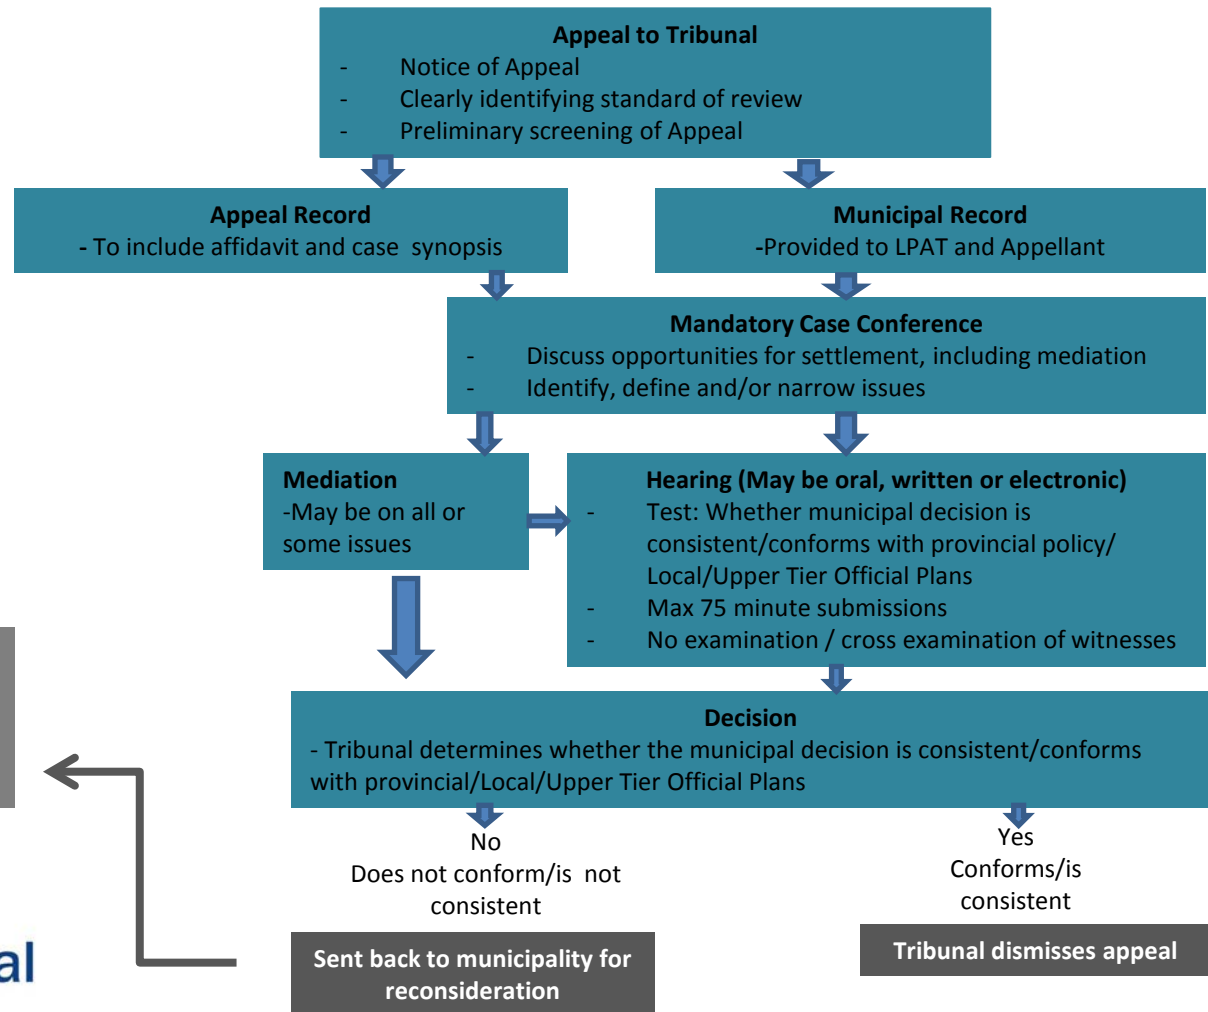 Appeal to Tribunal
- Notice of Appeal
- Clearly identifying standard of review
- Preliminary screening of Appeal
Appeal Record
- To include affidavit and case synopsis
Municipal Record
-Provided to LPAT and Appellant
Mandatory Case Conference
- Discuss opportunities for settlement, including mediation
- Identify, define and/or narrow issues
Mediation
-May be on all or
some issues
Hearing (May be oral, written or electronic)
- Test: Whether municipal decision is
consistent/conforms with provincial policy/
Local/Upper Tier Official Plans
- Max 75 minute submissions
- No examination / cross examination of witnesses
Decision
- Tribunal determines whether the municipal decision is consistent/conforms
with provincial/Local/Upper Tier Official Plans
No
Does not conform/is not
consistent
Yes
Conforms/is
consistent
Sent back to municipality for
reconsideration
Tribunal dismisses appeal
al